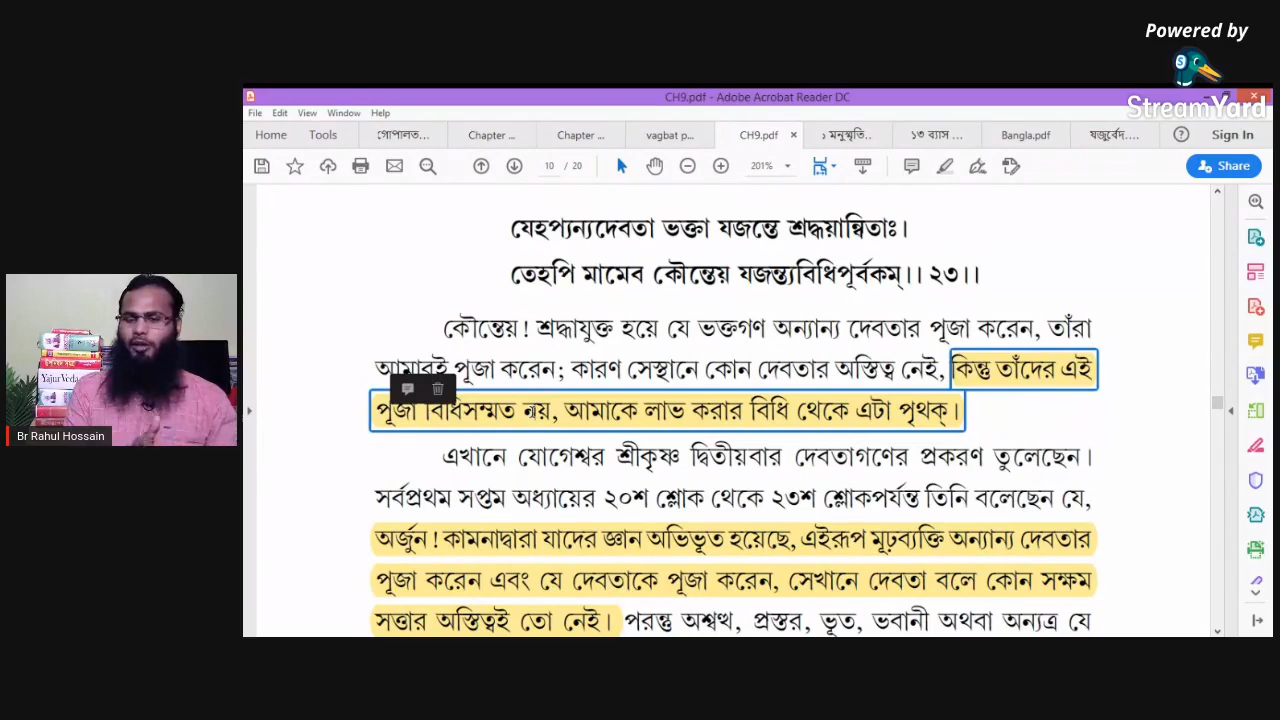 Powered by
StreamYard
CH9.pdf - Adobe Acrobat Reader DC
File Edit View Window Help
Home Tools গোপালত... Chapter ... Chapter ... vagbat p... CH9.pdf × মনুস্মৃতি.. ১৩ ব্যাস ... Bangla.pdf যজুর্বেদ.... Sign In
10 / 20 201% Share
যেহপ্যন্যদেবতা ভক্তা যজন্তে শ্রদ্ধয়ান্বিতাঃ।
তেহপি মামেব কৌন্তেয় যজন্ত্যবিধিপূর্বকম্।। ২৩।।
কৌন্তেয়! শ্রদ্ধাযুক্ত হয়ে যে ভক্তগণ অন্যান্য দেবতার পূজা করেন, তাঁরা
আমারই পূজা করেন; কারণ সেস্থানে কোন দেবতার অস্তিত্ব নেই, কিন্তু তাঁদের এই
পূজা বিধিসম্মত নয়, আমাকে লাভ করার বিধি থেকে এটা পৃথক্।
এখানে যোগেশ্বর শ্রীকৃষ্ণ দ্বিতীয়বার দেবতাগণের প্রকরণ তুলেছেন।
সর্বপ্রথম সপ্তম অধ্যায়ের ২০শ শ্লোক থেকে ২৩শ শ্লোকপর্যন্ত তিনি বলেছেন যে,
অর্জুন! কামনাদ্বারা যাদের জ্ঞান অভিভূত হয়েছে, এইরূপ মূঢ়ব্যক্তি অন্যান্য দেবতার
পূজা করেন এবং যে দেবতাকে পূজা করেন, সেখানে দেবতা বলে কোন সক্ষম
সত্তার অস্তিত্বই তো নেই। পরন্তু অশ্বত্থ, প্রস্তর, ভূত, ভবানী অথবা অন্যত্র যে
YajurVeda
Br Rahul Hossain